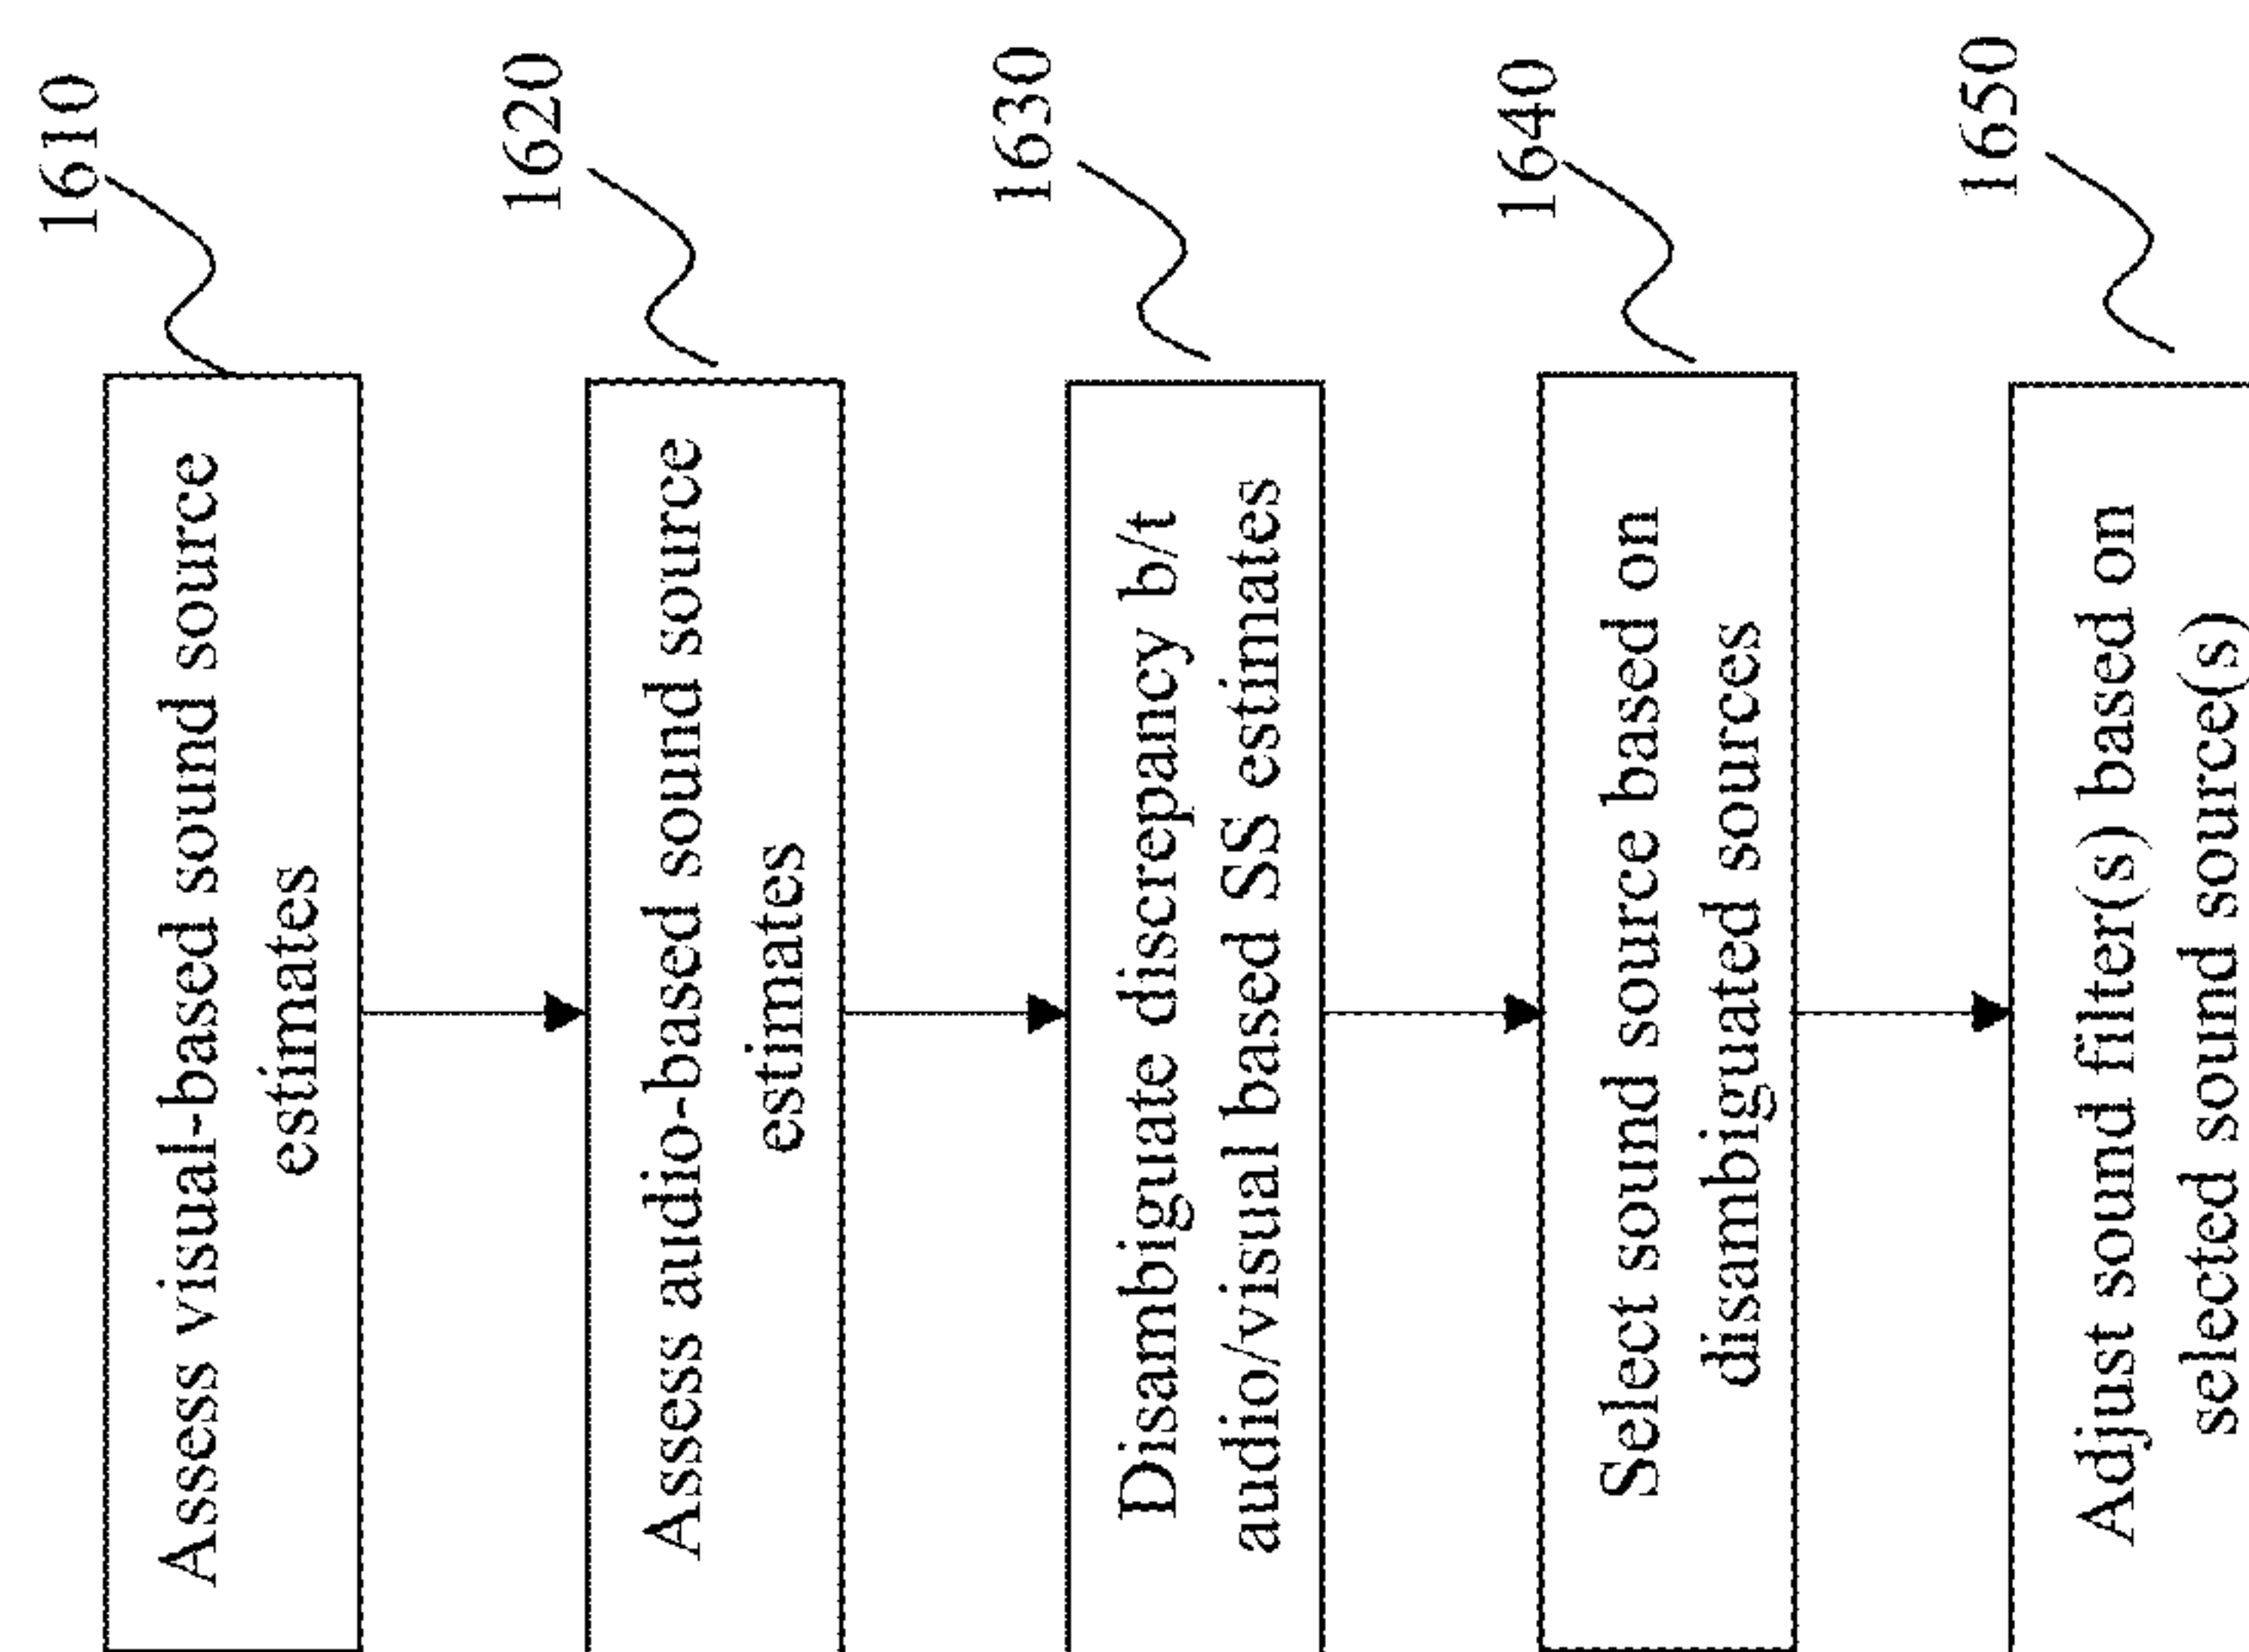 1610
Assess visual-based sound source
estimates
1620
Assess audio-based sound source
estimates
1630
Disambiguate discrepancy b/t
audio/visual based SS estimates
1640
Select sound source based on
disambiguated sources
1650
Adjust sound filter(s) based on
selected sound source(s)